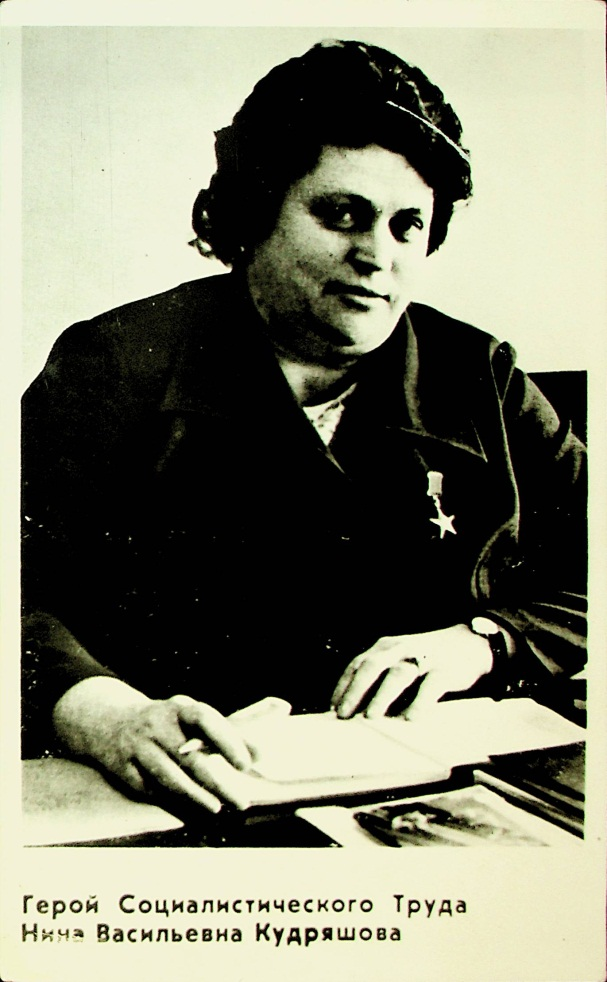 Герой Социалистического Труда
Нина Васильевна Кудряшова